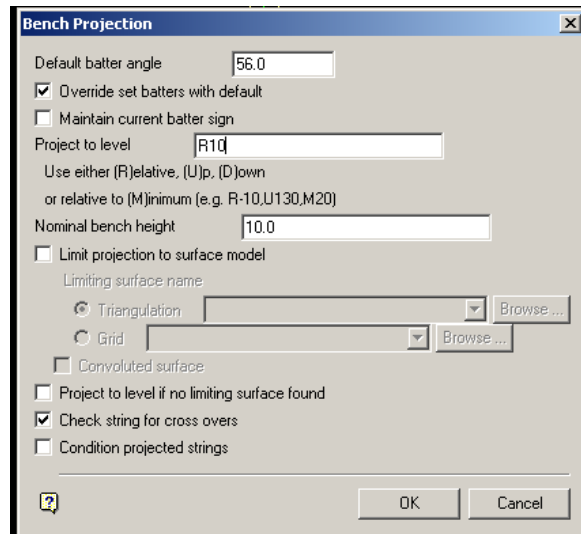 Bench Projection
Default batter angle 56.0
Override set batters with default
Maintain current batter sign
Project to level R10
Use either (R)elative, (U)p, (D)own
or relative to (M)inimum (e.g. R-10,U130,M20)
Nominal bench height 10.0
Limit projection to surface model
Limiting surface name
Triangulation Browse ...
Grid Browse ...
Convoluted surface
Project to level if no limiting surface found
Check string for cross overs
Condition projected strings
? OK Cancel